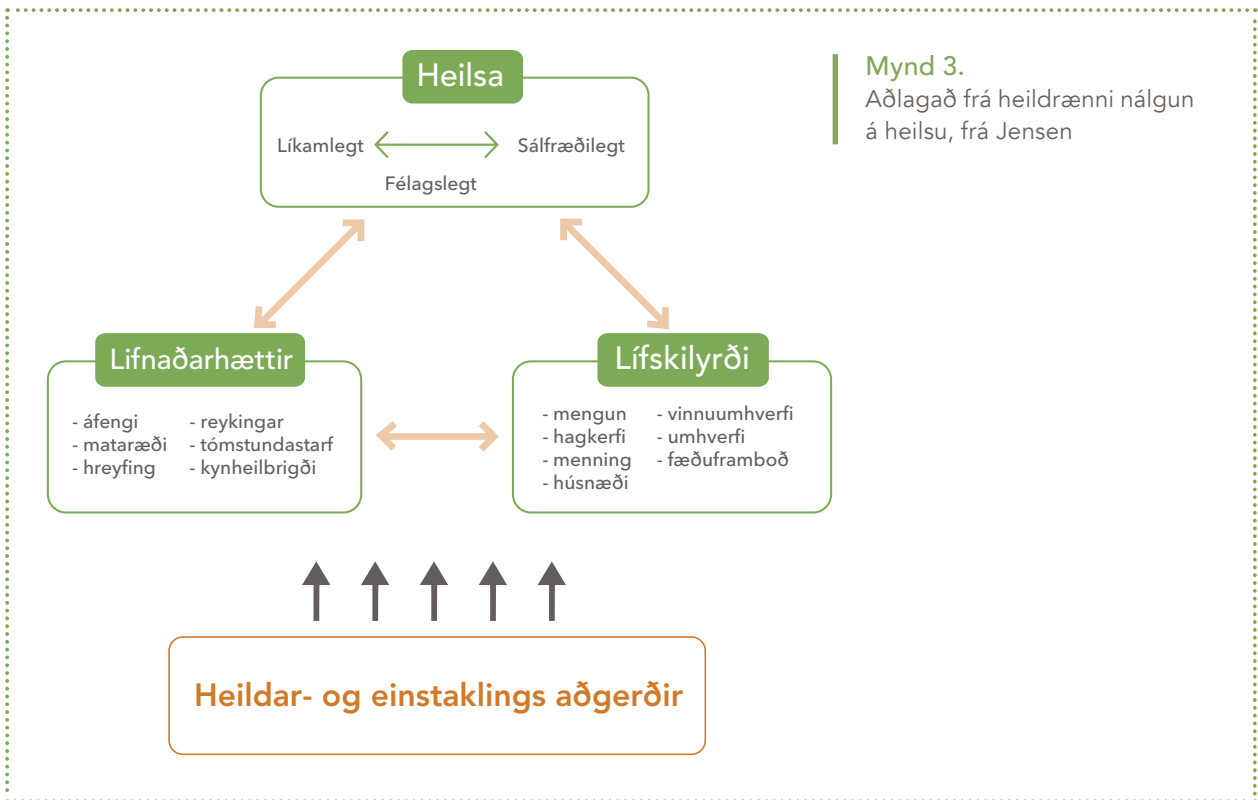 Heilsa
Líkamlegt
Sálfræðilegt
Félagslegt
Mynd 3.
Aðlagað frá heildrænni nálgun
á heilsu, frá Jensen
Lifnaðarhættir
- áfengi
- mataræði
- hreyfing
- reykingar
- tómstundastarf
- kynheilbrigði
Lífskilyrði
- mengun
- hagkerfi
- menning
- húsnæði
- vinnuumhverfi
- umhverfi
- fæðuframboð
Heildar- og einstaklings aðgerðir